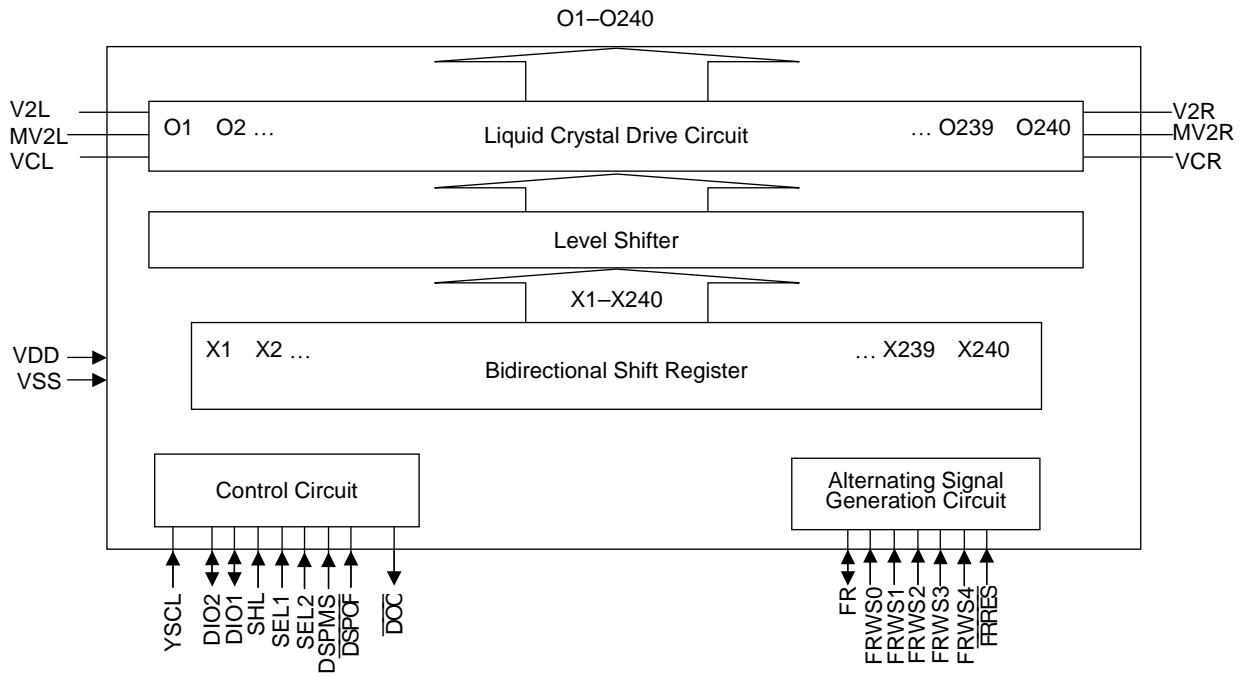 O1–O240
V2L
MV2L
VCL
O1 O2 …
Liquid Crystal Drive Circuit
… O239 O240
V2R
MV2R
VCR
Level Shifter
X1–X240
X1 X2 …
Bidirectional Shift Register
… X239 X240
VDD
VSS
Control Circuit
Alternating Signal
Generation Circuit
YSCL
DIO2
DIO1
SHL
SEL1
SEL2
DSPMS
DSPOF
DOC
FR
FRWS0
FRWS1
FRWS2
FRWS3
FRWS4
FRRES